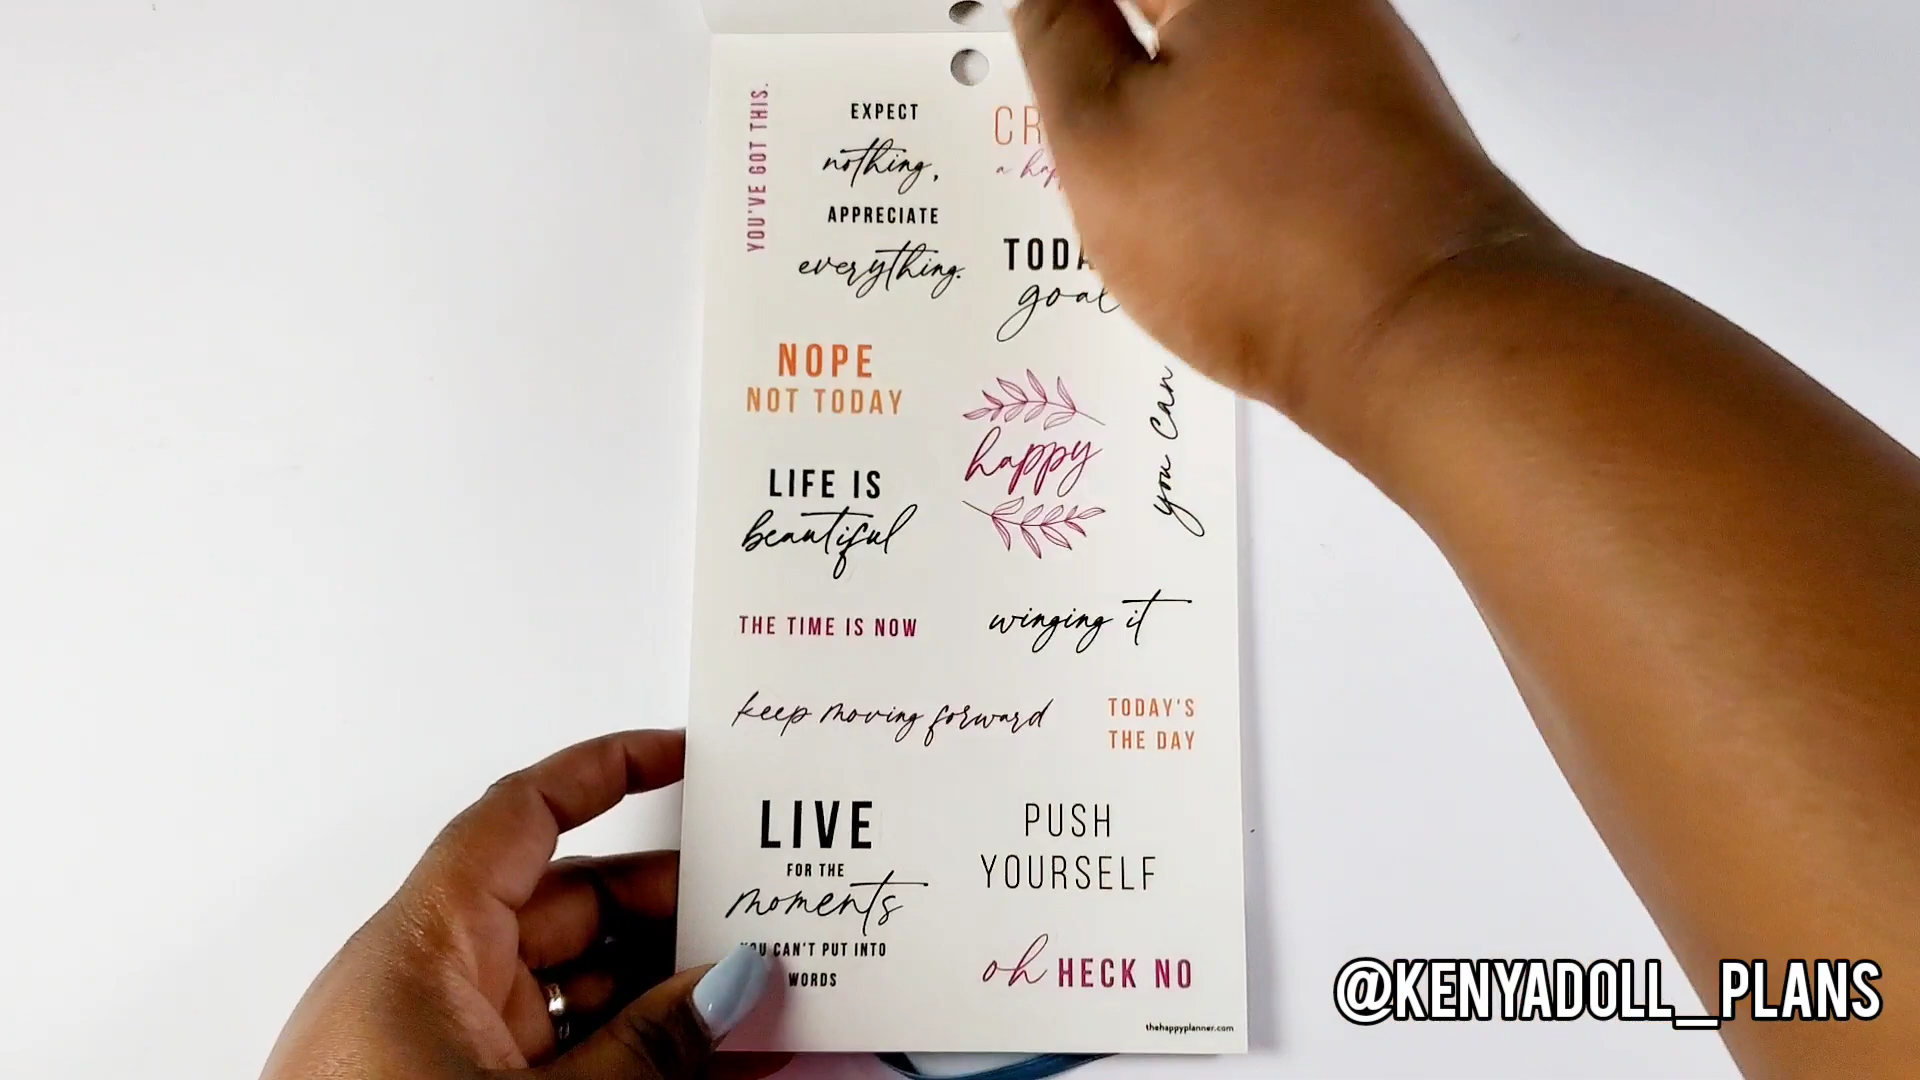 YOU'VE GOT THIS.
EXPECT
nothing,
APPRECIATE
everything.
goal
NOPE
NOT TODAY
happy
you can
LIFE IS
beautiful
THE TIME IS NOW
winging it
keep moving forward
TODAY'S
THE DAY
LIVE
FOR THE
moments
YOU CAN'T PUT INTO
WORDS
PUSH
YOURSELF
oh HECK NO
thehappyplanner.com
@KENYADOLL_PLANS